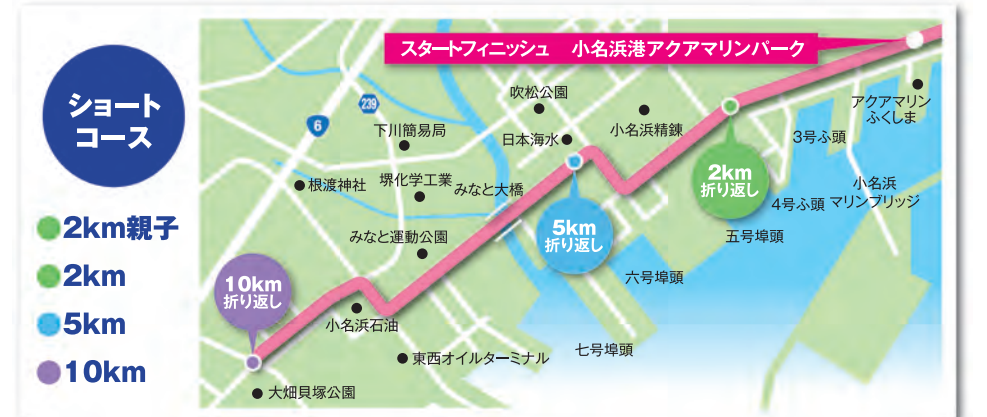 ショート
コース
2km親子
2km
5km
10km
スタートフィニッシュ 小名浜港アクアマリンパーク
239
6
吹松公園
下川簡易局
日本海水
小名浜精錬
アクアマリン
ふくしま
3号ふ頭
2km
折り返し
根渡神社
堺化学工業
みなと大橋
小名浜
マリンブリッジ
4号ふ頭
5km
折り返し
五号埠頭
みなと運動公園
六号埠頭
10km
折り返し
小名浜石油
七号埠頭
東西オイルターミナル
大畑貝塚公園